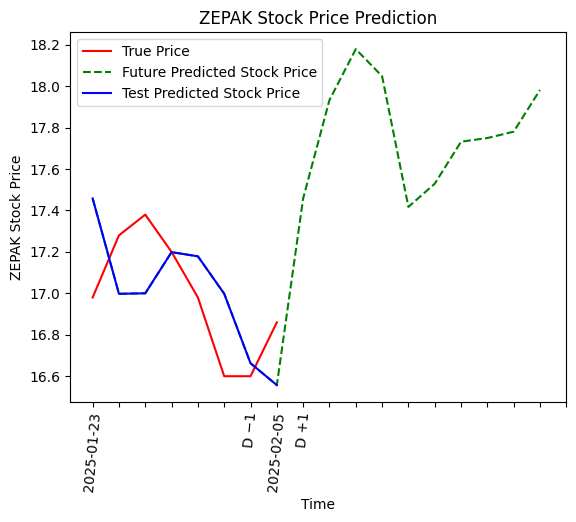 ZEPAK Stock Price Prediction
True Price
Future Predicted Stock Price
Test Predicted Stock Price
ZEPAK Stock Price
18.2
18.0
17.8
17.6
17.4
17.2
17.0
16.8
16.6
2025-01-23
D −1
2025-02-05
D +1
Time